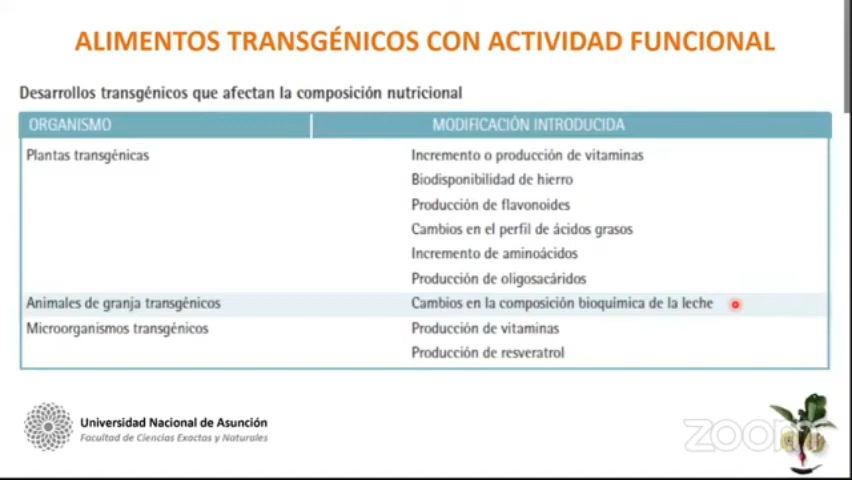 ALIMENTOS TRANSGÉNICOS CON ACTIVIDAD FUNCIONAL
Desarrollos transgénicos que afectan la composición nutricional
ORGANISMO MODIFICACIÓN INTRODUCIDA
Plantas transgénicas Incremento o producción de vitaminas
Biodisponibilidad de hierro
Producción de flavonoides
Cambios en el perfil de ácidos grasos
Incremento de aminoácidos
Producción de oligosacáridos
Animales de granja transgénicos Cambios en la composición bioquímica de la leche
Microorganismos transgénicos Producción de vitaminas
Producción de resveratrol
Universidad Nacional de Asunción
Facultad de Ciencias Exactas y Naturales
zoom